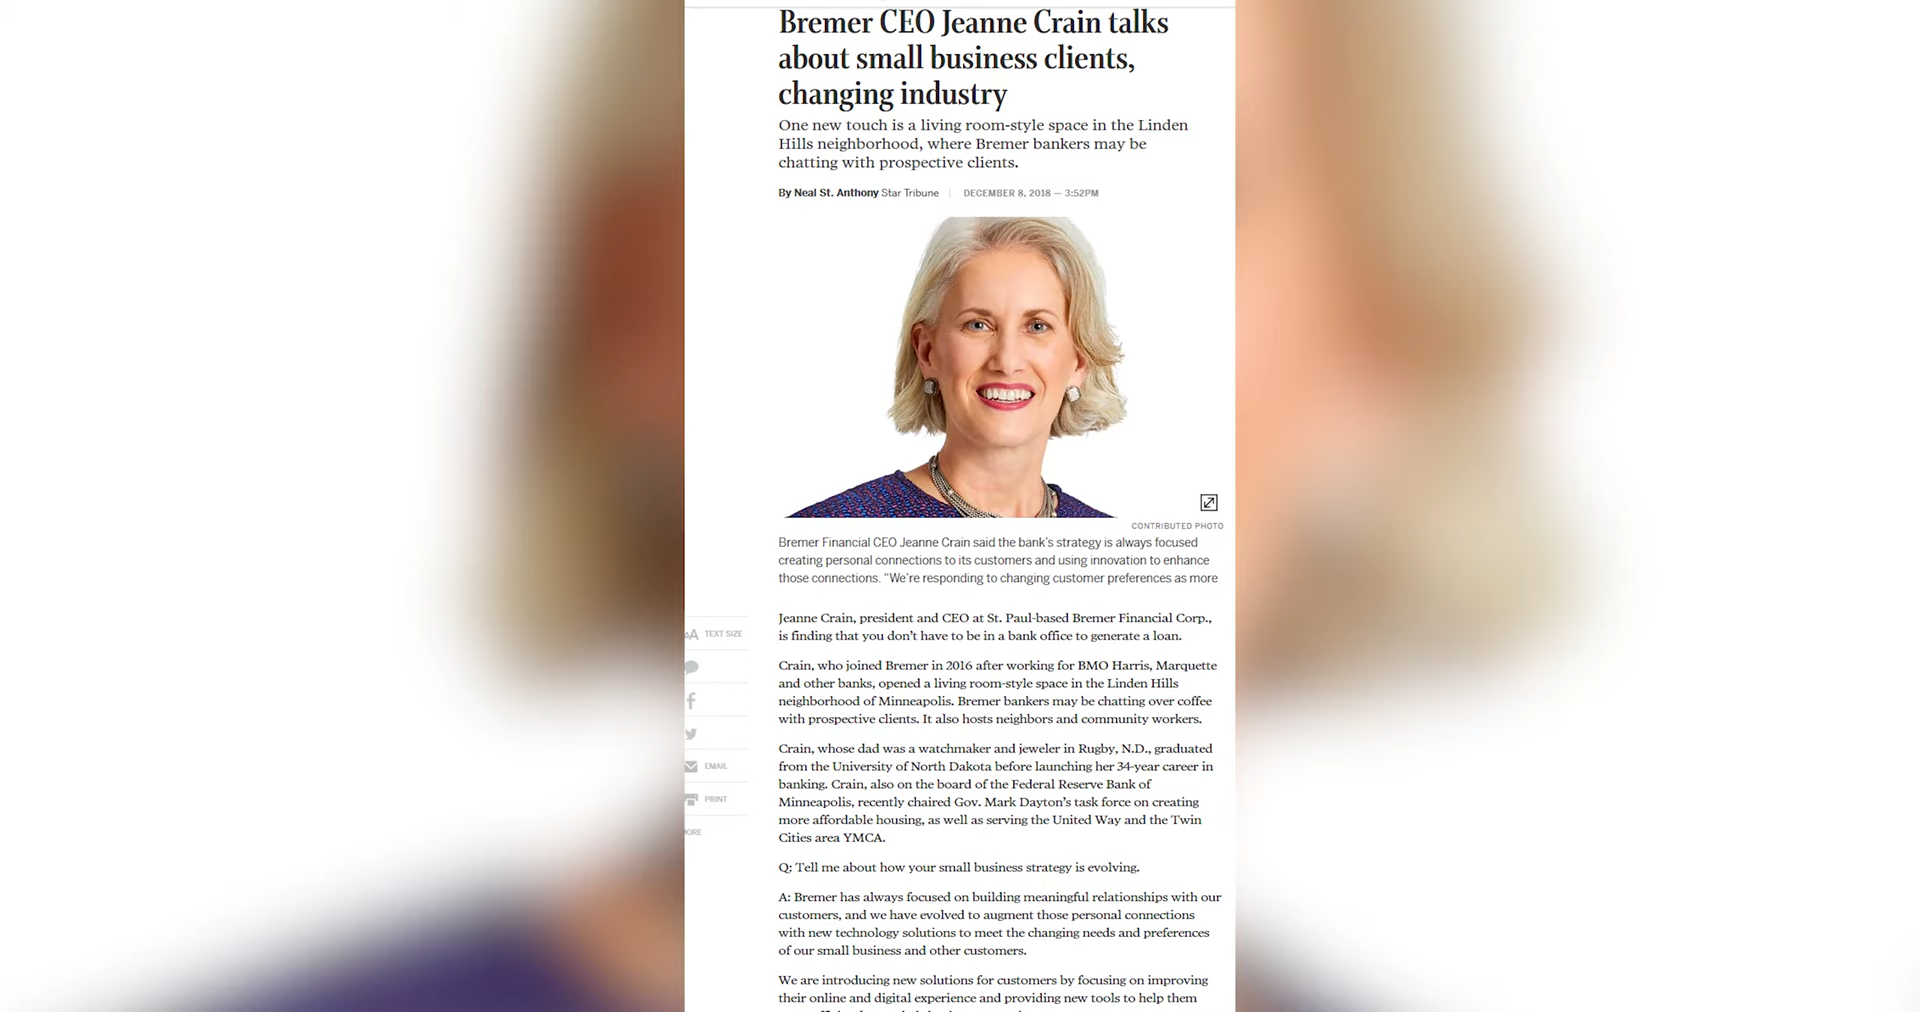 Bremer CEO Jeanne Crain talks
about small business clients,
changing industry
One new touch is a living room-style space in the Linden
Hills neighborhood, where Bremer bankers may be
chatting with prospective clients.
By Neal St. Anthony Star Tribune | DECEMBER 8, 2018 — 3:52PM
CONTRIBUTED PHOTO
Bremer Financial CEO Jeanne Crain said the bank's strategy is always focused
creating personal connections to its customers and using innovation to enhance
those connections. “We're responding to changing customer preferences as more
Jeanne Crain, president and CEO at St. Paul-based Bremer Financial Corp.,
is finding that you don't have to be in a bank office to generate a loan.
Crain, who joined Bremer in 2016 after working for BMO Harris, Marquette
and other banks, opened a living room-style space in the Linden Hills
neighborhood of Minneapolis. Bremer bankers may be chatting over coffee
with prospective clients. It also hosts neighbors and community workers.
Crain, whose dad was a watchmaker and jeweler in Rugby, N.D., graduated
from the University of North Dakota before launching her 34-year career in
banking. Crain, also on the board of the Federal Reserve Bank of
Minneapolis, recently chaired Gov. Mark Dayton's task force on creating
more affordable housing, as well as serving the United Way and the Twin
Cities area YMCA.
Q: Tell me about how your small business strategy is evolving.
A: Bremer has always focused on building meaningful relationships with our
customers, and we have evolved to augment those personal connections
with new technology solutions to meet the changing needs and preferences
of our small business and other customers.
We are introducing new solutions for customers by focusing on improving
their online and digital experience and providing new tools to help them
AA TEXT SIZE
EMAIL
PRINT
ORE